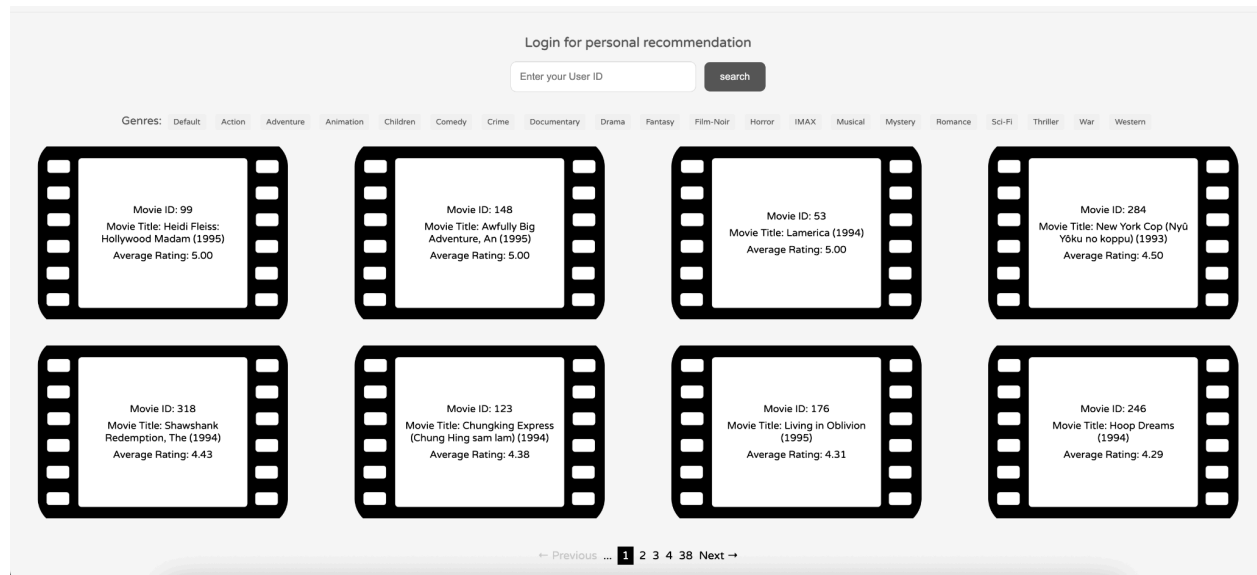 Login for personal recommendation
Enter your User ID search
Genres: Default Action Adventure Animation Children Comedy Crime Documentary Drama Fantasy Film-Noir Horror IMAX Musical Mystery Romance Sci-Fi Thriller War Western
Movie ID: 99
Movie Title: Heidi Fleiss:
Hollywood Madam (1995)
Average Rating: 5.00
Movie ID: 148
Movie Title: Awfully Big
Adventure, An (1995)
Average Rating: 5.00
Movie ID: 53
Movie Title: Lamerica (1994)
Average Rating: 5.00
Movie ID: 284
Movie Title: New York Cop (Nyû
Yôku no koppu) (1993)
Average Rating: 4.50
Movie ID: 318
Movie Title: Shawshank
Redemption, The (1994)
Average Rating: 4.43
Movie ID: 123
Movie Title: Chungking Express
(Chung Hing sam lam) (1994)
Average Rating: 4.38
Movie ID: 176
Movie Title: Living in Oblivion
(1995)
Average Rating: 4.31
Movie ID: 246
Movie Title: Hoop Dreams
(1994)
Average Rating: 4.29
← Previous ... 1 2 3 4 38 Next →